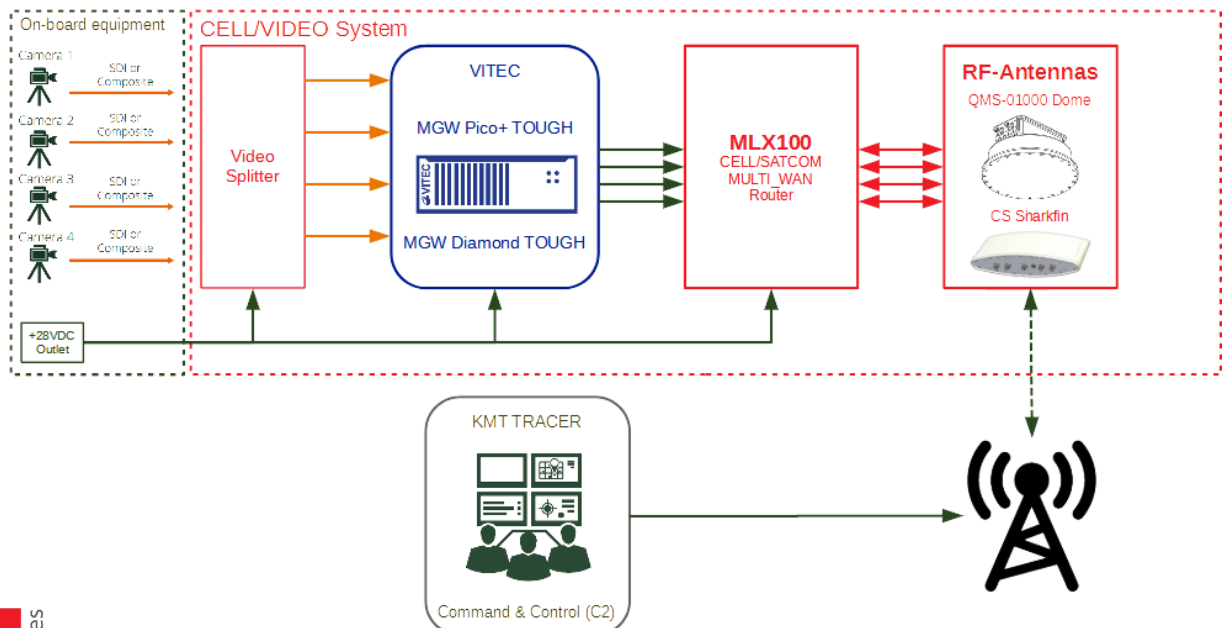 On-board equipment
CELL/VIDEO System
Camera 1
SDI or
Composite
Camera 2
SDI or
Composite
Camera 3
SDI or
Composite
Camera 4
SDI or
Composite
+28VDC
Outlet
Video
Splitter
VITEC
MGW Pico+ TOUGH
VITEC
MGW Diamond TOUGH
MLX100
CELL/SATCOM
MULTI_WAN
Router
RF-Antennas
QMS-01000 Dome
CS Sharkfin
KMT TRACER
Command & Control (C2)
es